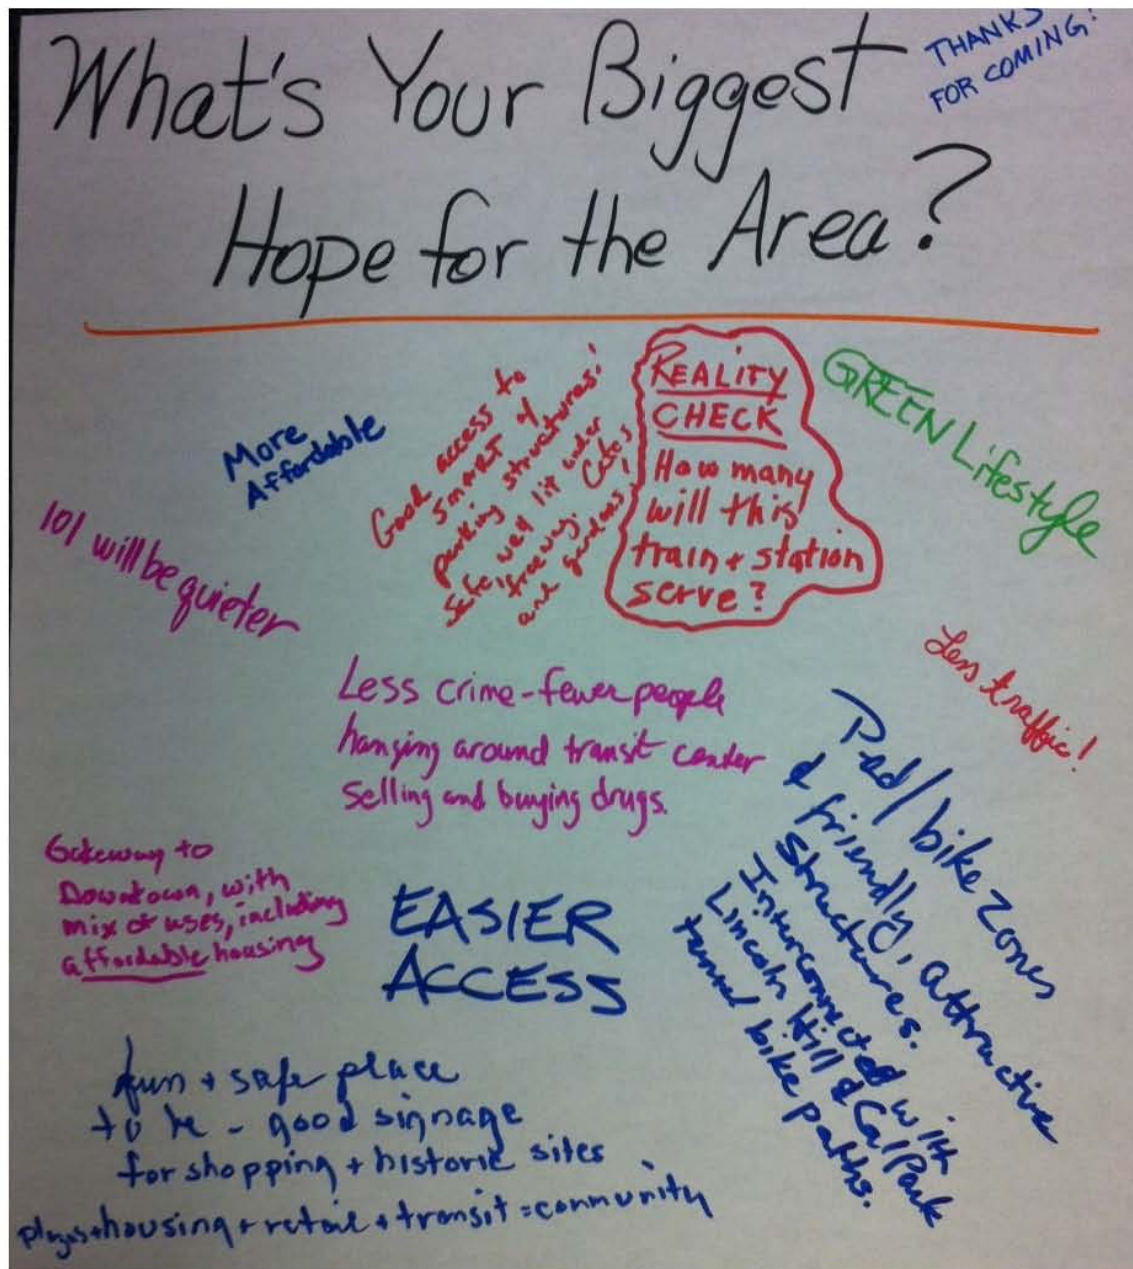 What's Your Biggest
Hope for the Area?
THANKS
FOR COMING!
More
Affordable
Good access to
SMART &
parking structures!
Safe, well lit under
freeway. Cafes
and gardens!
REALITY
CHECK
How many
will this
train + station
serve?
GREEN Lifestyle
101 will be quieter
Less traffic!
Less crime - fewer people
hanging around transit center
selling and buying drugs.
Ped/bike zones
& friendly, attractive
structures.
Interconnected with
Lincoln Hill & Cal Park
tunnel bike paths.
Gateway to
Downtown, with
mix of uses, including
affordable housing
EASIER
ACCESS
fun + safe place
to be - good signage
for shopping + historic sites
+ housing + retail + transit = community